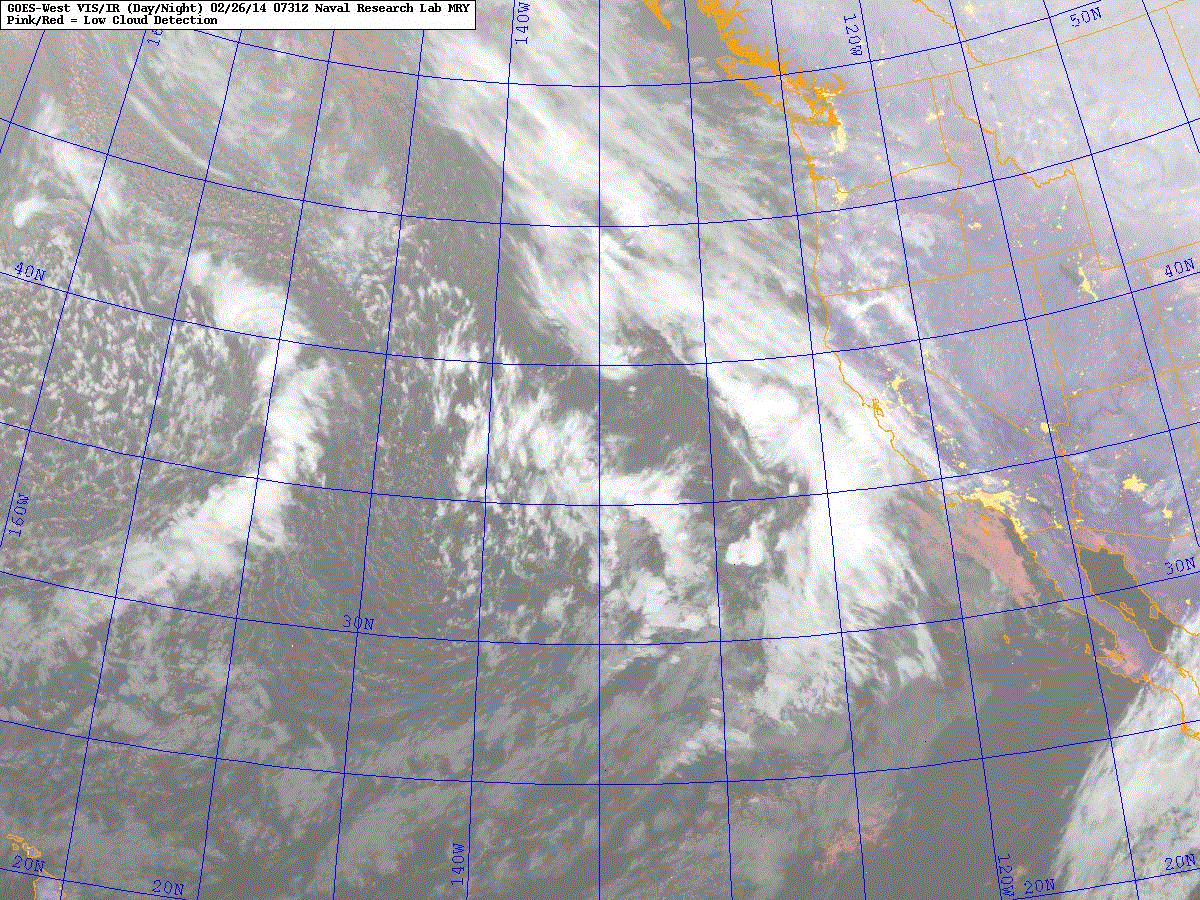 GOES-West VIS/IR (Day/Night) 02/26/14 0731Z Naval Research Lab MRY
Pink/Red = Low Cloud Detection
140W
120W
50N
40N
40N
160W
30N
30N
140W
120W
20N
20N
20N
20N